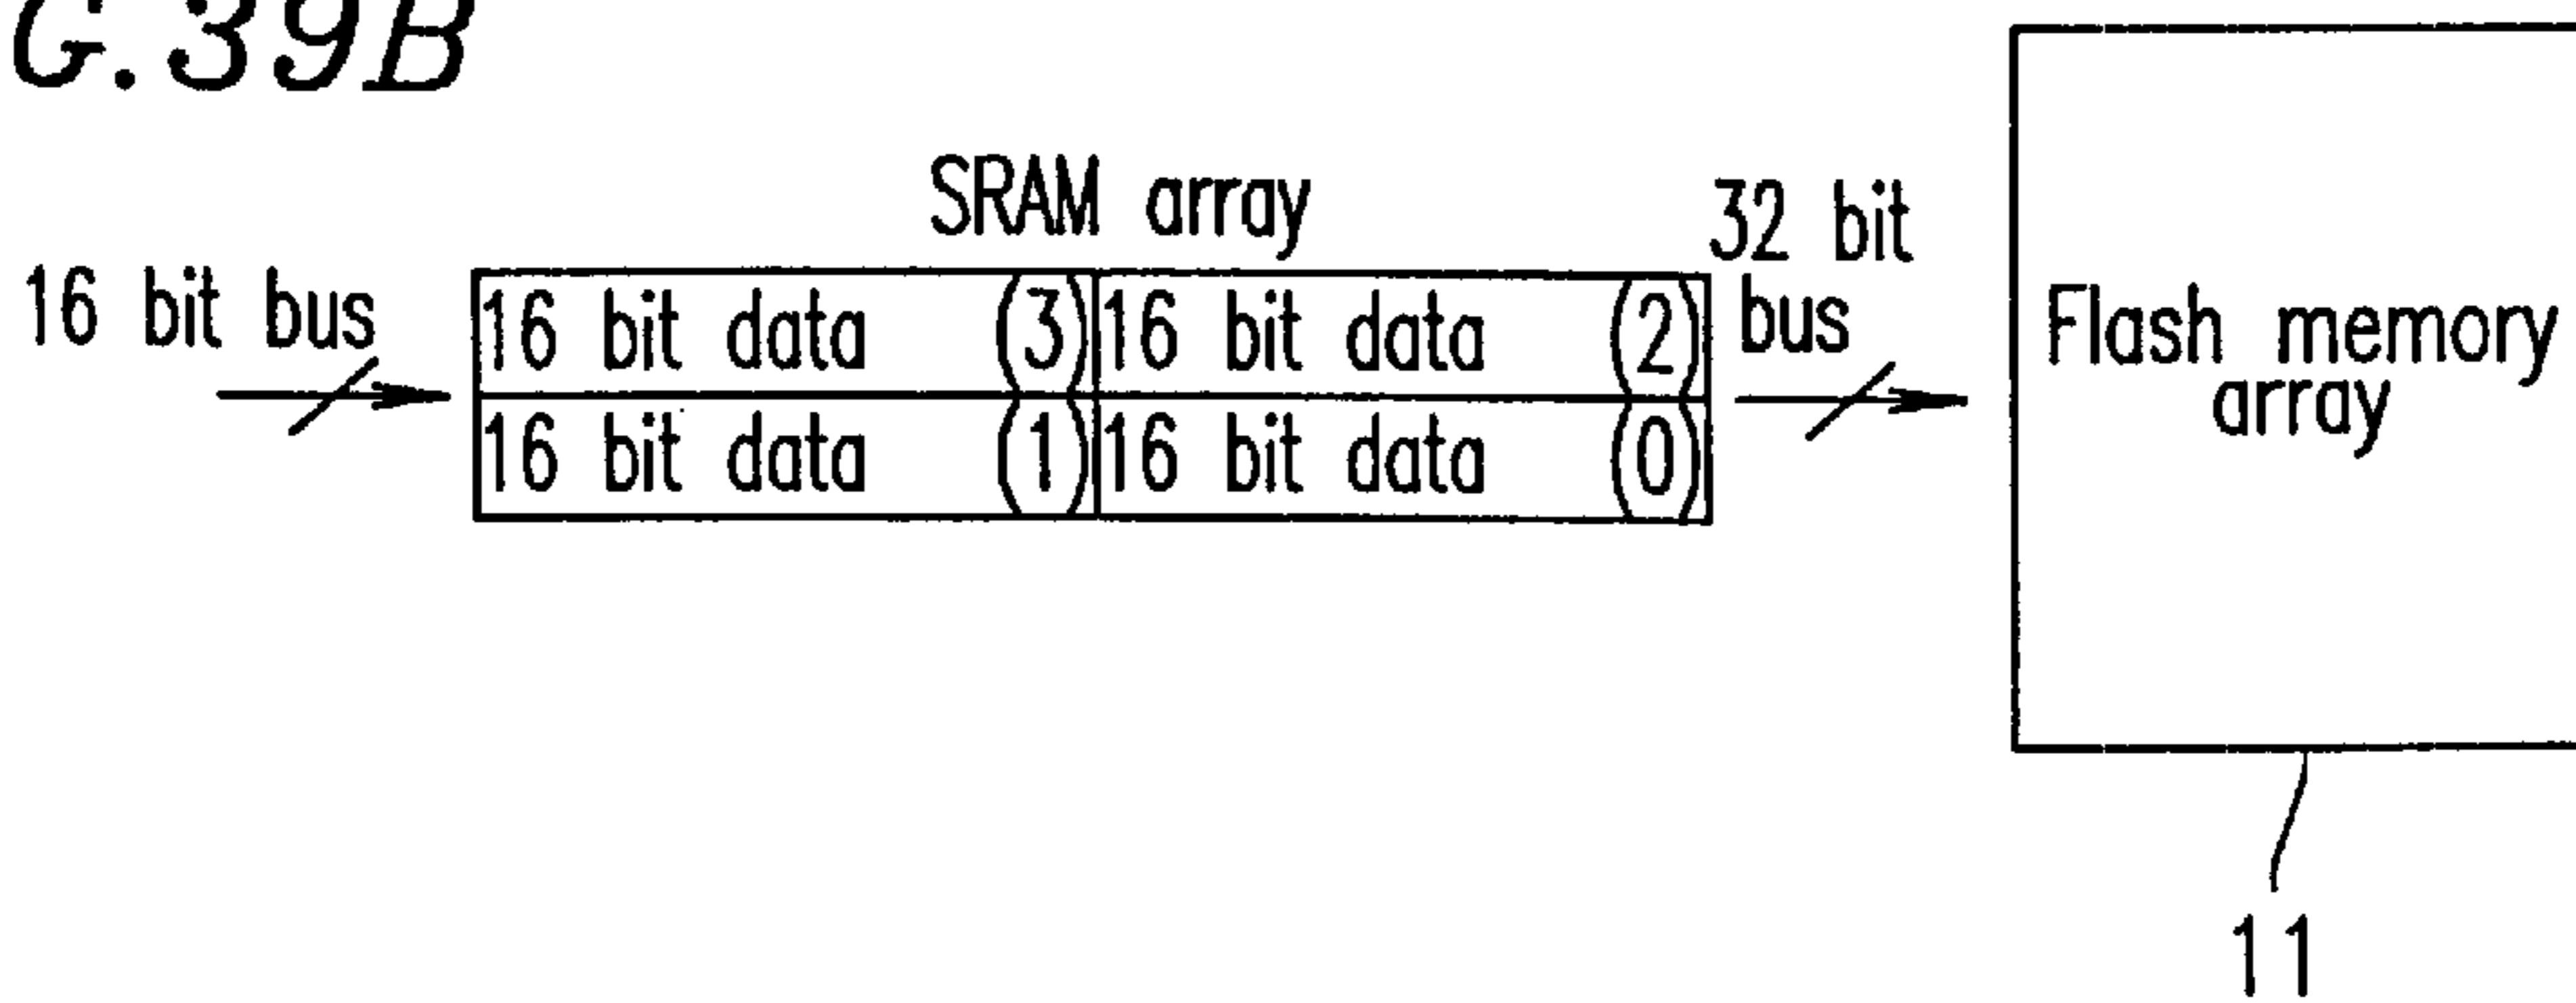 G.39B
SRAM array
16 bit bus
32 bit
bus
16 bit data (3) 16 bit data (2)
16 bit data (1) 16 bit data (0)
Flash memory
array
11